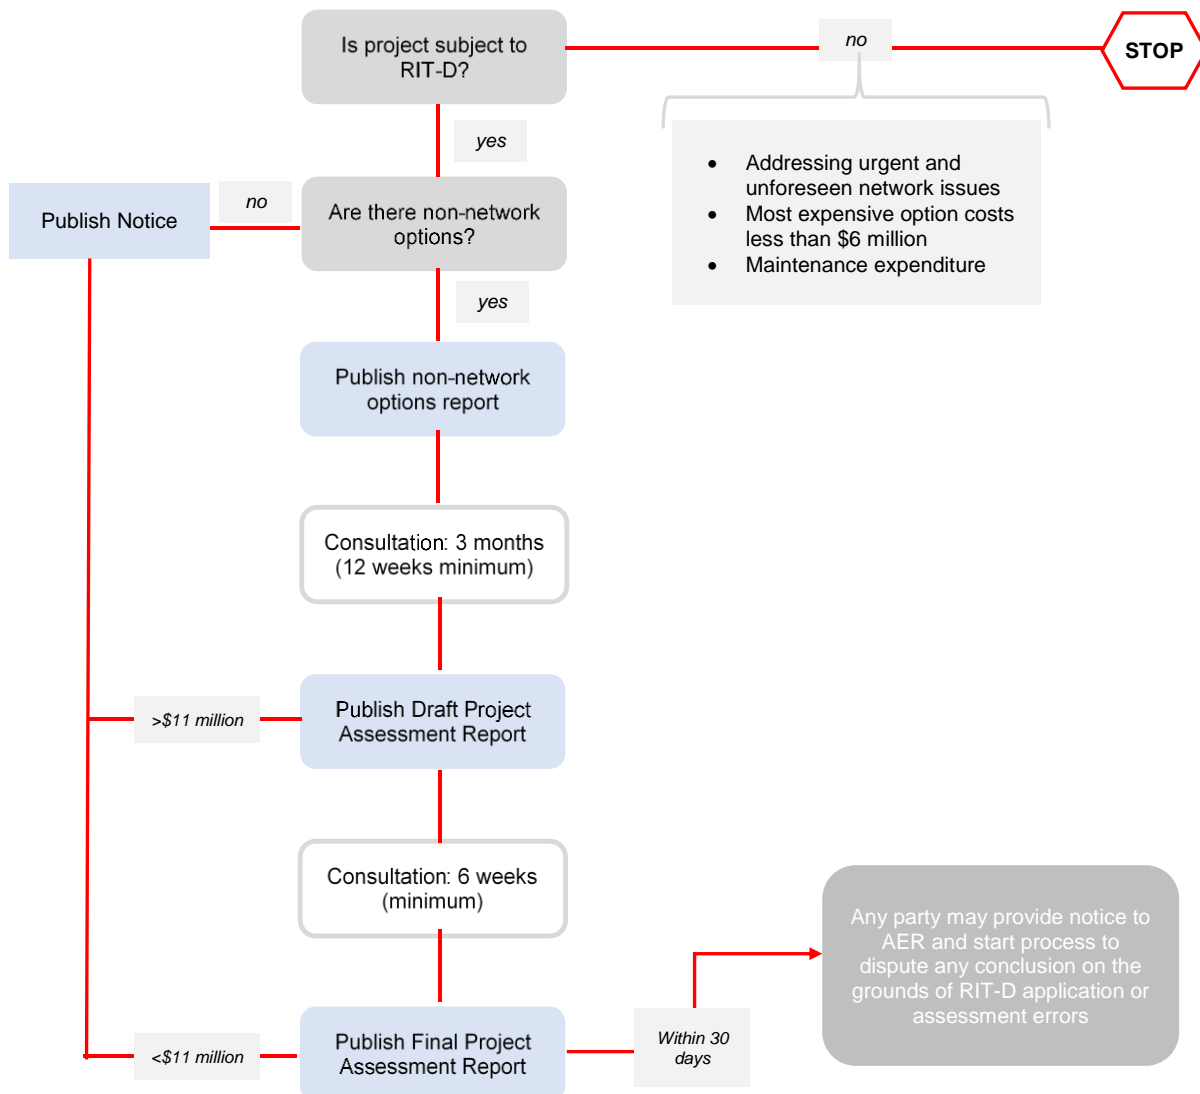 Is project subject to
RIT-D?
no
STOP
yes
• Addressing urgent and
unforeseen network issues
• Most expensive option costs
less than $6 million
• Maintenance expenditure
Publish Notice
no
Are there non-network
options?
yes
Publish non-network
options report
Consultation: 3 months
(12 weeks minimum)
>$11 million
Publish Draft Project
Assessment Report
Consultation: 6 weeks
(minimum)
Any party may provide notice to
AER and start process to
dispute any conclusion on the
grounds of RIT-D application or
assessment errors
<$11 million
Publish Final Project
Assessment Report
Within 30
days